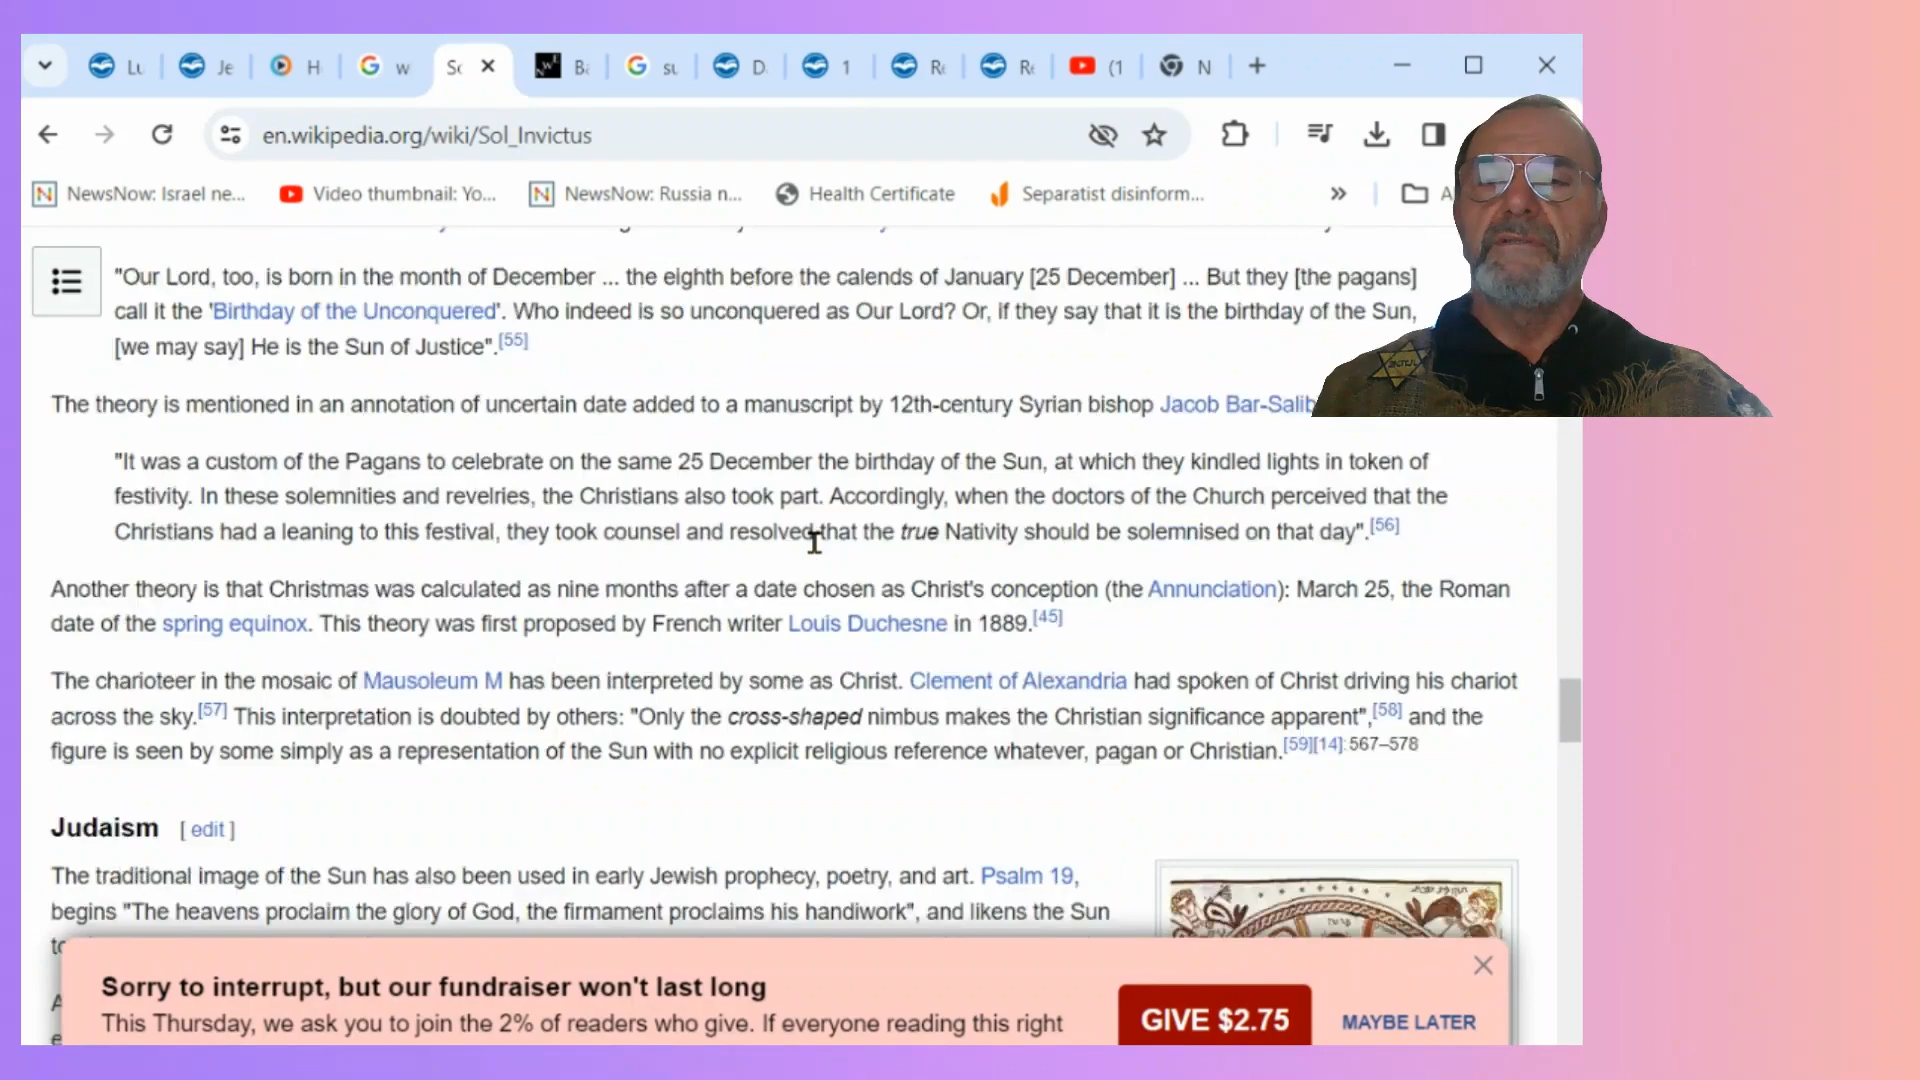 Lu
Je
H
w
So
Ba
su
D
1
Re
Re
(1
N
en.wikipedia.org/wiki/Sol_Invictus
NewsNow: Israel ne...
Video thumbnail: Yo...
NewsNow: Russia n...
Health Certificate
Separatist disinform...
»
"Our Lord, too, is born in the month of December ... the eighth before the calends of January [25 December] ... But they [the pagans]
call it the 'Birthday of the Unconquered'. Who indeed is so unconquered as Our Lord? Or, if they say that it is the birthday of the Sun,
[we may say] He is the Sun of Justice".[55]
The theory is mentioned in an annotation of uncertain date added to a manuscript by 12th-century Syrian bishop Jacob Bar-Salib
"It was a custom of the Pagans to celebrate on the same 25 December the birthday of the Sun, at which they kindled lights in token of
festivity. In these solemnities and revelries, the Christians also took part. Accordingly, when the doctors of the Church perceived that the
Christians had a leaning to this festival, they took counsel and resolved that the true Nativity should be solemnised on that day".[56]
Another theory is that Christmas was calculated as nine months after a date chosen as Christ's conception (the Annunciation): March 25, the Roman
date of the spring equinox. This theory was first proposed by French writer Louis Duchesne in 1889.[45]
The charioteer in the mosaic of Mausoleum M has been interpreted by some as Christ. Clement of Alexandria had spoken of Christ driving his chariot
across the sky.[57] This interpretation is doubted by others: "Only the cross-shaped nimbus makes the Christian significance apparent",[58] and the
figure is seen by some simply as a representation of the Sun with no explicit religious reference whatever, pagan or Christian.[59][14]:567–578
Judaism [ edit ]
The traditional image of the Sun has also been used in early Jewish prophecy, poetry, and art. Psalm 19,
begins "The heavens proclaim the glory of God, the firmament proclaims his handiwork", and likens the Sun
Sorry to interrupt, but our fundraiser won't last long
This Thursday, we ask you to join the 2% of readers who give. If everyone reading this right
GIVE $2.75
MAYBE LATER